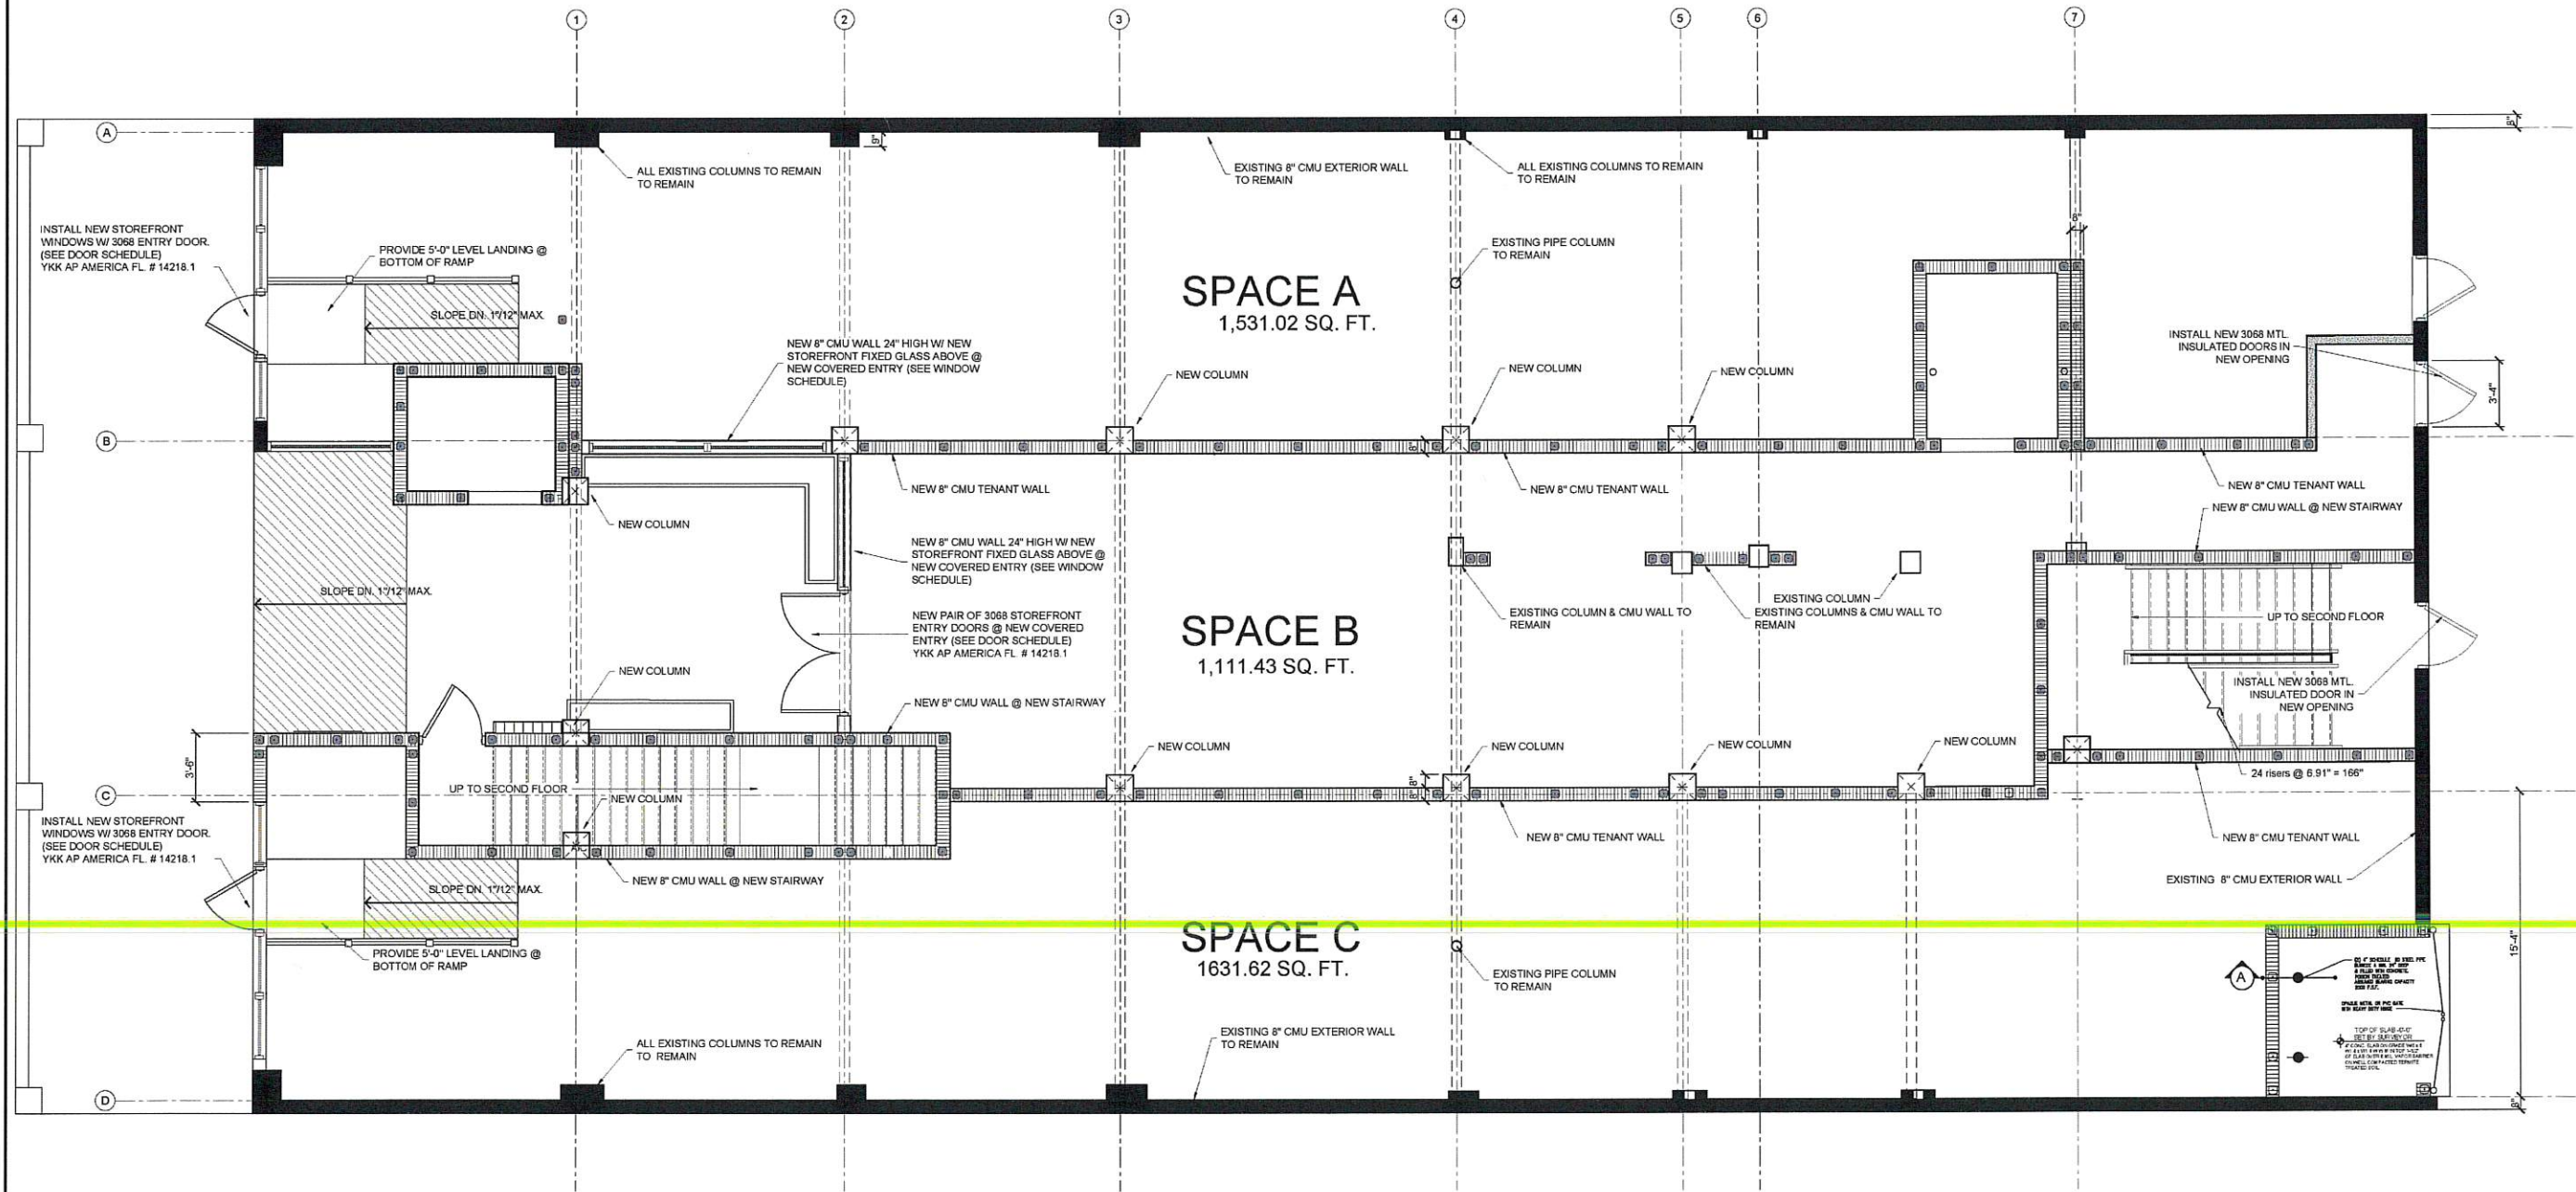 1
2
3
4
5
6
7
A
8"
9"
ALL EXISTING COLUMNS TO REMAIN
TO REMAIN
EXISTING 8" CMU EXTERIOR WALL
TO REMAIN
ALL EXISTING COLUMNS TO REMAIN
TO REMAIN
INSTALL NEW STOREFRONT
WINDOWS W/ 3068 ENTRY DOOR.
(SEE DOOR SCHEDULE)
YKK AP AMERICA FL. # 14218.1
PROVIDE 5'-0" LEVEL LANDING @
BOTTOM OF RAMP
EXISTING PIPE COLUMN
TO REMAIN
8"
SPACE A
1,531.02 SQ. FT.
SLOPE DN. 1"/12" MAX.
NEW 8" CMU WALL 24" HIGH W/ NEW
STOREFRONT FIXED GLASS ABOVE @
NEW COVERED ENTRY (SEE WINDOW
SCHEDULE)
NEW COLUMN
NEW COLUMN
NEW COLUMN
INSTALL NEW 3068 MTL.
INSULATED DOORS IN
NEW OPENING
3'-4"
B
8"
NEW 8" CMU TENANT WALL
NEW 8" CMU TENANT WALL
NEW 8" CMU TENANT WALL
NEW 8" CMU WALL @ NEW STAIRWAY
NEW COLUMN
NEW 8" CMU WALL 24" HIGH W/ NEW
STOREFRONT FIXED GLASS ABOVE @
NEW COVERED ENTRY (SEE WINDOW
SCHEDULE)
SLOPE DN. 1"/12" MAX.
NEW PAIR OF 3068 STOREFRONT
ENTRY DOORS @ NEW COVERED
ENTRY (SEE DOOR SCHEDULE)
YKK AP AMERICA FL. # 14218.1
SPACE B
1,111.43 SQ. FT.
EXISTING COLUMN & CMU WALL TO
REMAIN
EXISTING COLUMN
EXISTING COLUMNS & CMU WALL TO
REMAIN
UP TO SECOND FLOOR
NEW COLUMN
INSTALL NEW 3068 MTL.
INSULATED DOOR IN
NEW OPENING
NEW 8" CMU WALL @ NEW STAIRWAY
NEW COLUMN
NEW COLUMN
NEW COLUMN
NEW COLUMN
3'-6"
24 risers @ 6.91" = 166"
C
UP TO SECOND FLOOR
NEW COLUMN
8"
8"
INSTALL NEW STOREFRONT
WINDOWS W/ 3068 ENTRY DOOR.
(SEE DOOR SCHEDULE)
YKK AP AMERICA FL. # 14218.1
NEW 8" CMU TENANT WALL
NEW 8" CMU TENANT WALL
NEW 8" CMU WALL @ NEW STAIRWAY
EXISTING 8" CMU EXTERIOR WALL
SLOPE DN. 1"/12" MAX.
SPACE C
1631.62 SQ. FT.
PROVIDE 5'-0" LEVEL LANDING @
BOTTOM OF RAMP
EXISTING PIPE COLUMN
TO REMAIN
15'-4"
A
TOP OF SLAB
SET BY SURVEYOR
EXISTING 8" CMU EXTERIOR WALL
TO REMAIN
ALL EXISTING COLUMNS TO REMAIN
TO REMAIN
D
8"